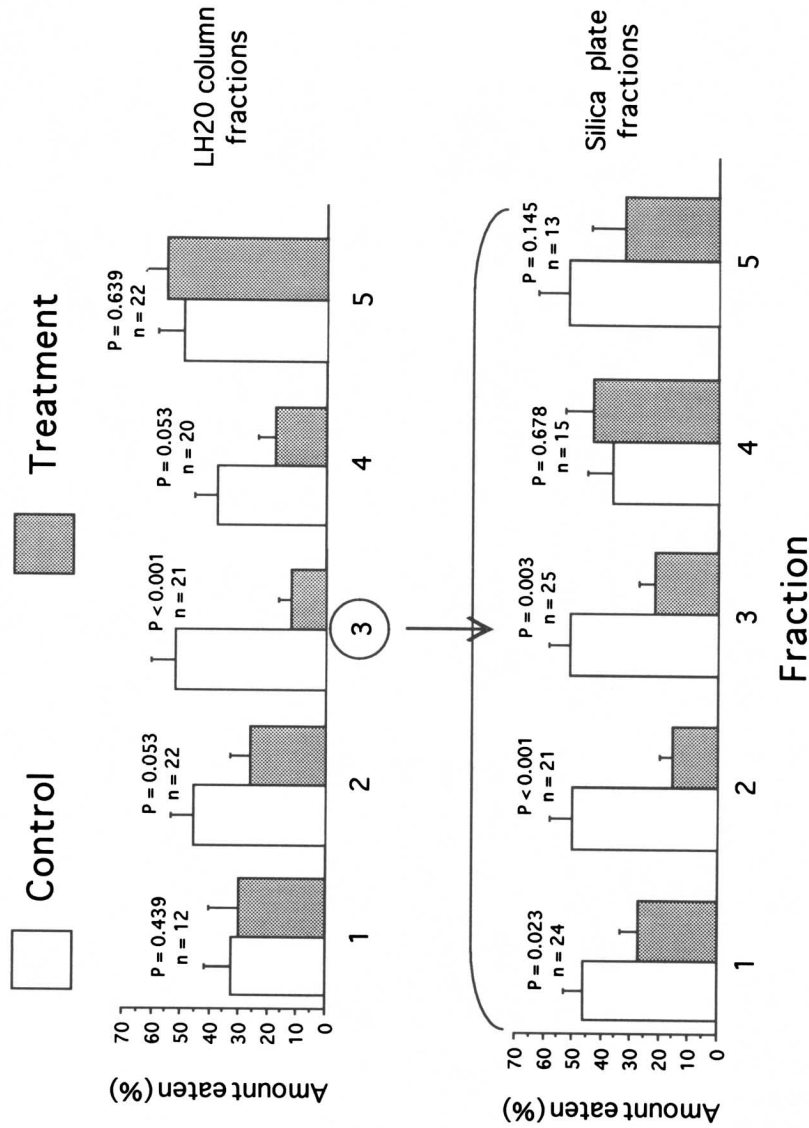 Control
Treatment
LH20 column
fractions
Amount eaten (%)
70
60
50
40
30
20
10
0
P = 0.439
n = 12
P = 0.053
n = 22
P < 0.001
n = 21
P = 0.053
n = 20
P = 0.639
n = 22
1
2
3
4
5
Silica plate
fractions
Amount eaten (%)
70
60
50
40
30
20
10
0
P = 0.023
n = 24
P < 0.001
n = 21
P = 0.003
n = 25
P = 0.678
n = 15
P = 0.145
n = 13
1
2
3
4
5
Fraction